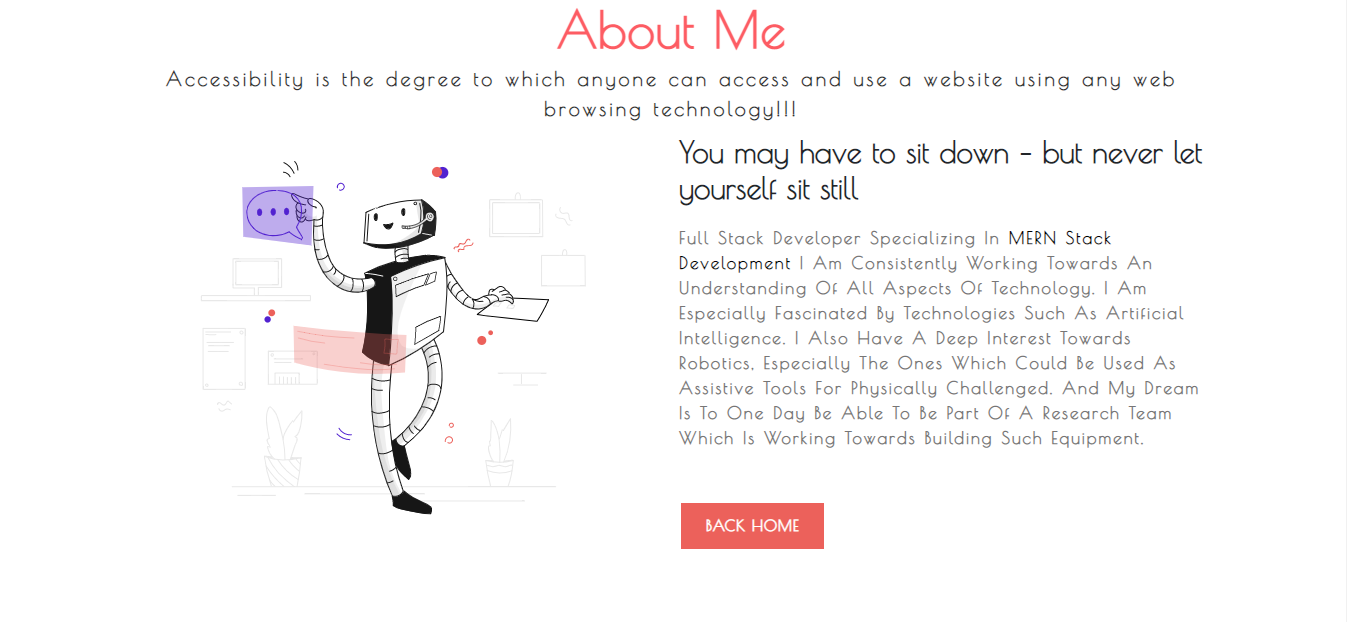 About Me
Accessibility is the degree to which anyone can access and use a website using any web
browsing technology!!!
You may have to sit down – but never let
yourself sit still
Full Stack Developer Specializing In MERN Stack
Development I Am Consistently Working Towards An
Understanding Of All Aspects Of Technology. I Am
Especially Fascinated By Technologies Such As Artificial
Intelligence. I Also Have A Deep Interest Towards
Robotics, Especially The Ones Which Could Be Used As
Assistive Tools For Physically Challenged. And My Dream
Is To One Day Be Able To Be Part Of A Research Team
Which Is Working Towards Building Such Equipment.
BACK HOME